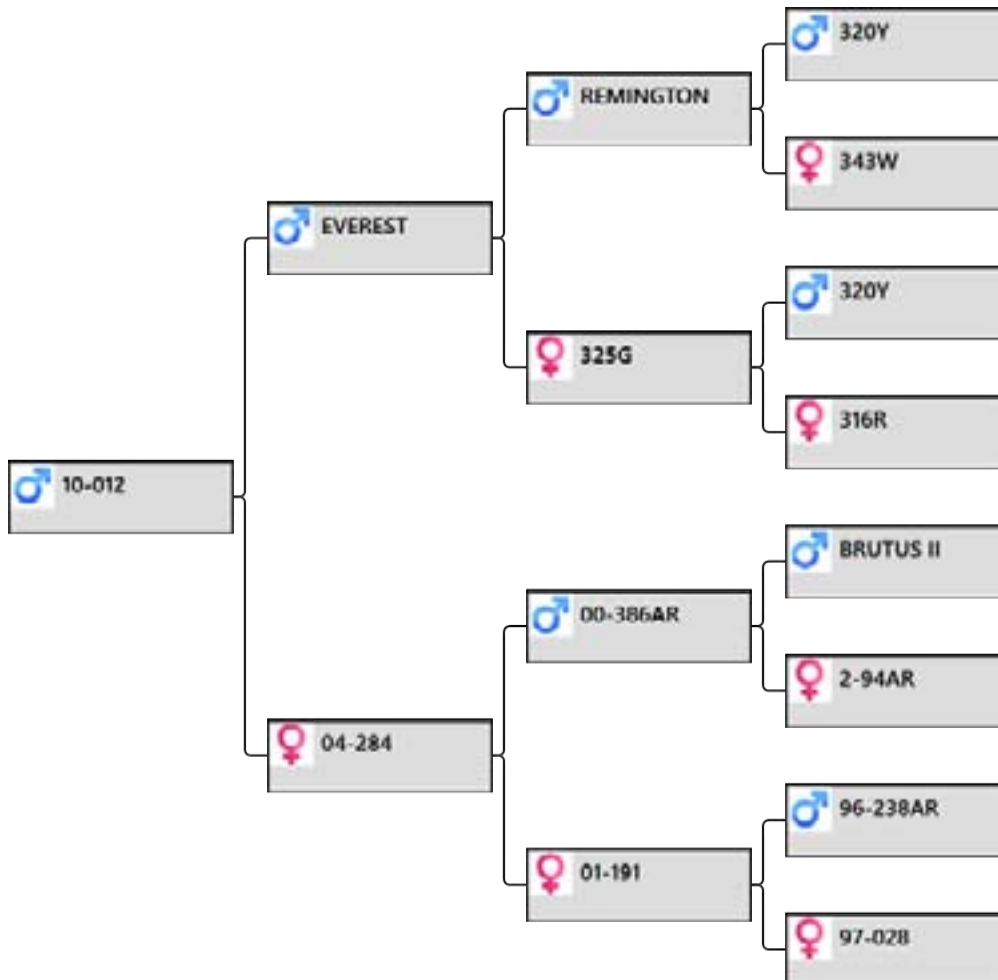 320Y
REMINGTON
343W
EVEREST
320Y
325G
316R
10-012
BRUTUS II
00-386AR
2-94AR
04-284
96-238AR
01-191
97-028